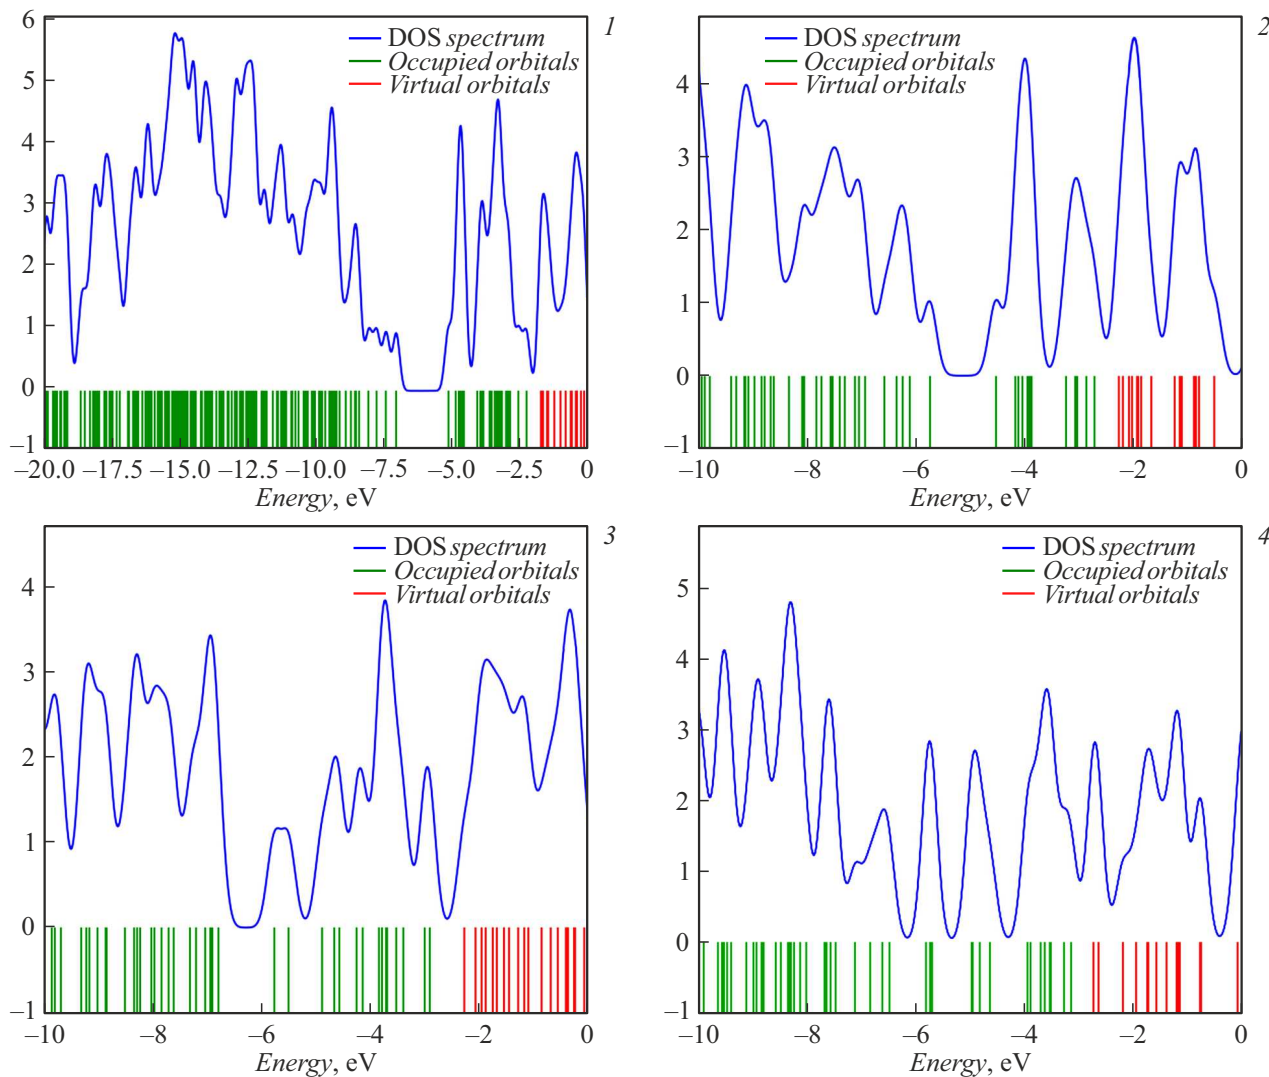 1
DOS spectrum
Occupied orbitals
Virtual orbitals
6
5
4
3
2
1
0
–1
–20.0 –17.5 –15.0 –12.5 –10.0 –7.5 –5.0 –2.5 0
Energy, eV
2
DOS spectrum
Occupied orbitals
Virtual orbitals
4
3
2
1
0
–1
–10 –8 –6 –4 –2 0
Energy, eV
3
DOS spectrum
Occupied orbitals
Virtual orbitals
4
3
2
1
0
–1
–10 –8 –6 –4 –2 0
Energy, eV
4
DOS spectrum
Occupied orbitals
Virtual orbitals
5
4
3
2
1
0
–1
–10 –8 –6 –4 –2 0
Energy, eV